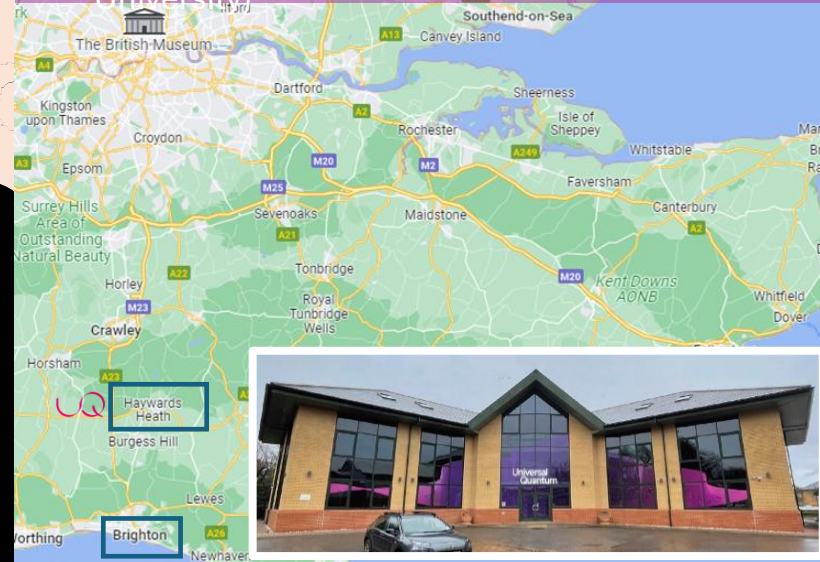 University)
Ilford
Southend-on-Sea
The British Museum
A13
Canvey Island
A4
Dartford
Sheerness
Kingston
upon Thames
A2
Isle of
Sheppey
Croydon
Rochester
A3
M20
M2
A249
Whitstable
Epsom
M25
Faversham
Surrey Hills
Area of
Outstanding
Natural Beauty
Sevenoaks
Maidstone
Canterbury
A21
A2
A22
Tonbridge
M20
Kent Downs
AONB
Horley
Royal
Tunbridge
Wells
Whitfield
M23
Dover
Crawley
Horsham
A23
UQ
Haywards
Heath
Burgess Hill
Universal
Quantum
Lewes
Worthing
Brighton
A26
Newhaven